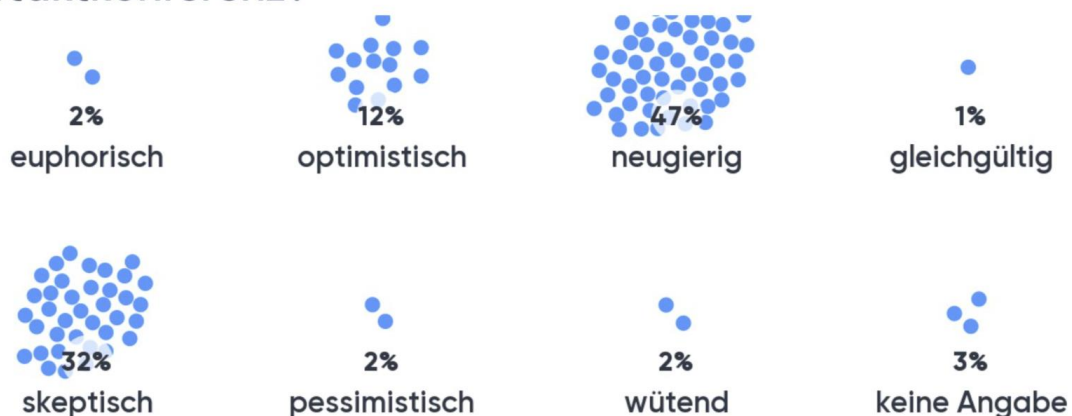 2%
euphorisch
12%
optimistisch
47%
neugierig
1%
gleichgültig
32%
skeptisch
2%
pessimistisch
2%
wütend
3%
keine Angabe